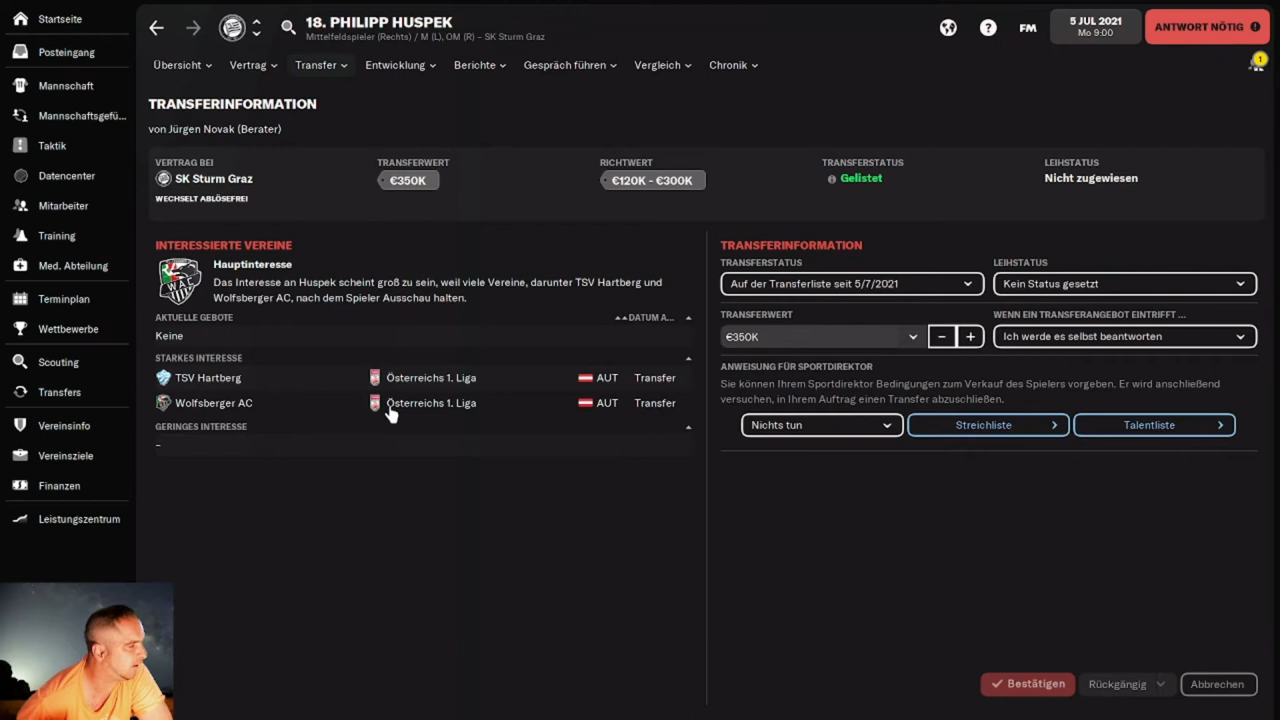 Startseite
Posteingang
Mannschaft
Mannschaftsgefü...
Taktik
Datencenter
Mitarbeiter
Training
Med. Abteilung
Terminplan
Wettbewerbe
Scouting
Transfers
Vereinsinfo
Vereinsziele
Finanzen
Leistungszentrum
18. PHILIPP HUSPEK
Mittelfeldspieler (Rechts) / M (L), OM (R) – SK Sturm Graz
FM
5 JUL 2021
Mo 9:00
ANTWORT NÖTIG
1
Übersicht
Vertrag
Transfer
Entwicklung
Berichte
Gespräch führen
Vergleich
Chronik
TRANSFERINFORMATION
von Jürgen Novak (Berater)
VERTRAG BEI
SK Sturm Graz
WECHSELT ABLÖSEFREI
TRANSFERWERT
€350K
RICHTWERT
€120K - €300K
TRANSFERSTATUS
Gelistet
LEIHSTATUS
Nicht zugewiesen
INTERESSIERTE VEREINE
WAC
Hauptinteresse
Das Interesse an Huspek scheint groß zu sein, weil viele Vereine, darunter TSV Hartberg und
Wolfsberger AC, nach dem Spieler Ausschau halten.
AKTUELLE GEBOTE DATUM A...
Keine
STARKES INTERESSE
TSV Hartberg Österreichs 1. Liga AUT Transfer
Wolfsberger AC Österreichs 1. Liga AUT Transfer
GERINGES INTERESSE
–
TRANSFERINFORMATION
TRANSFERSTATUS
Auf der Transferliste seit 5/7/2021
LEIHSTATUS
Kein Status gesetzt
TRANSFERWERT
€350K
WENN EIN TRANSFERANGEBOT EINTRIFFT ...
Ich werde es selbst beantworten
ANWEISUNG FÜR SPORTDIREKTOR
Sie können Ihrem Sportdirektor Bedingungen zum Verkauf des Spielers vorgeben. Er wird anschließend
versuchen, in Ihrem Auftrag einen Transfer abzuschließen.
Nichts tun
Streichliste
Talentliste
Bestätigen
Rückgängig
Abbrechen